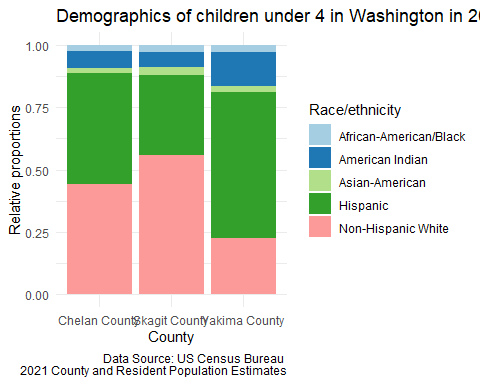 Demographics of children under 4 in Washington in 20
1.00
0.75
0.50
0.25
0.00
Relative proportions
Chelan County
Skagit County
Yakima County
County
Race/ethnicity
African-American/Black
American Indian
Asian-American
Hispanic
Non-Hispanic White
Data Source: US Census Bureau
2021 County and Resident Population Estimates